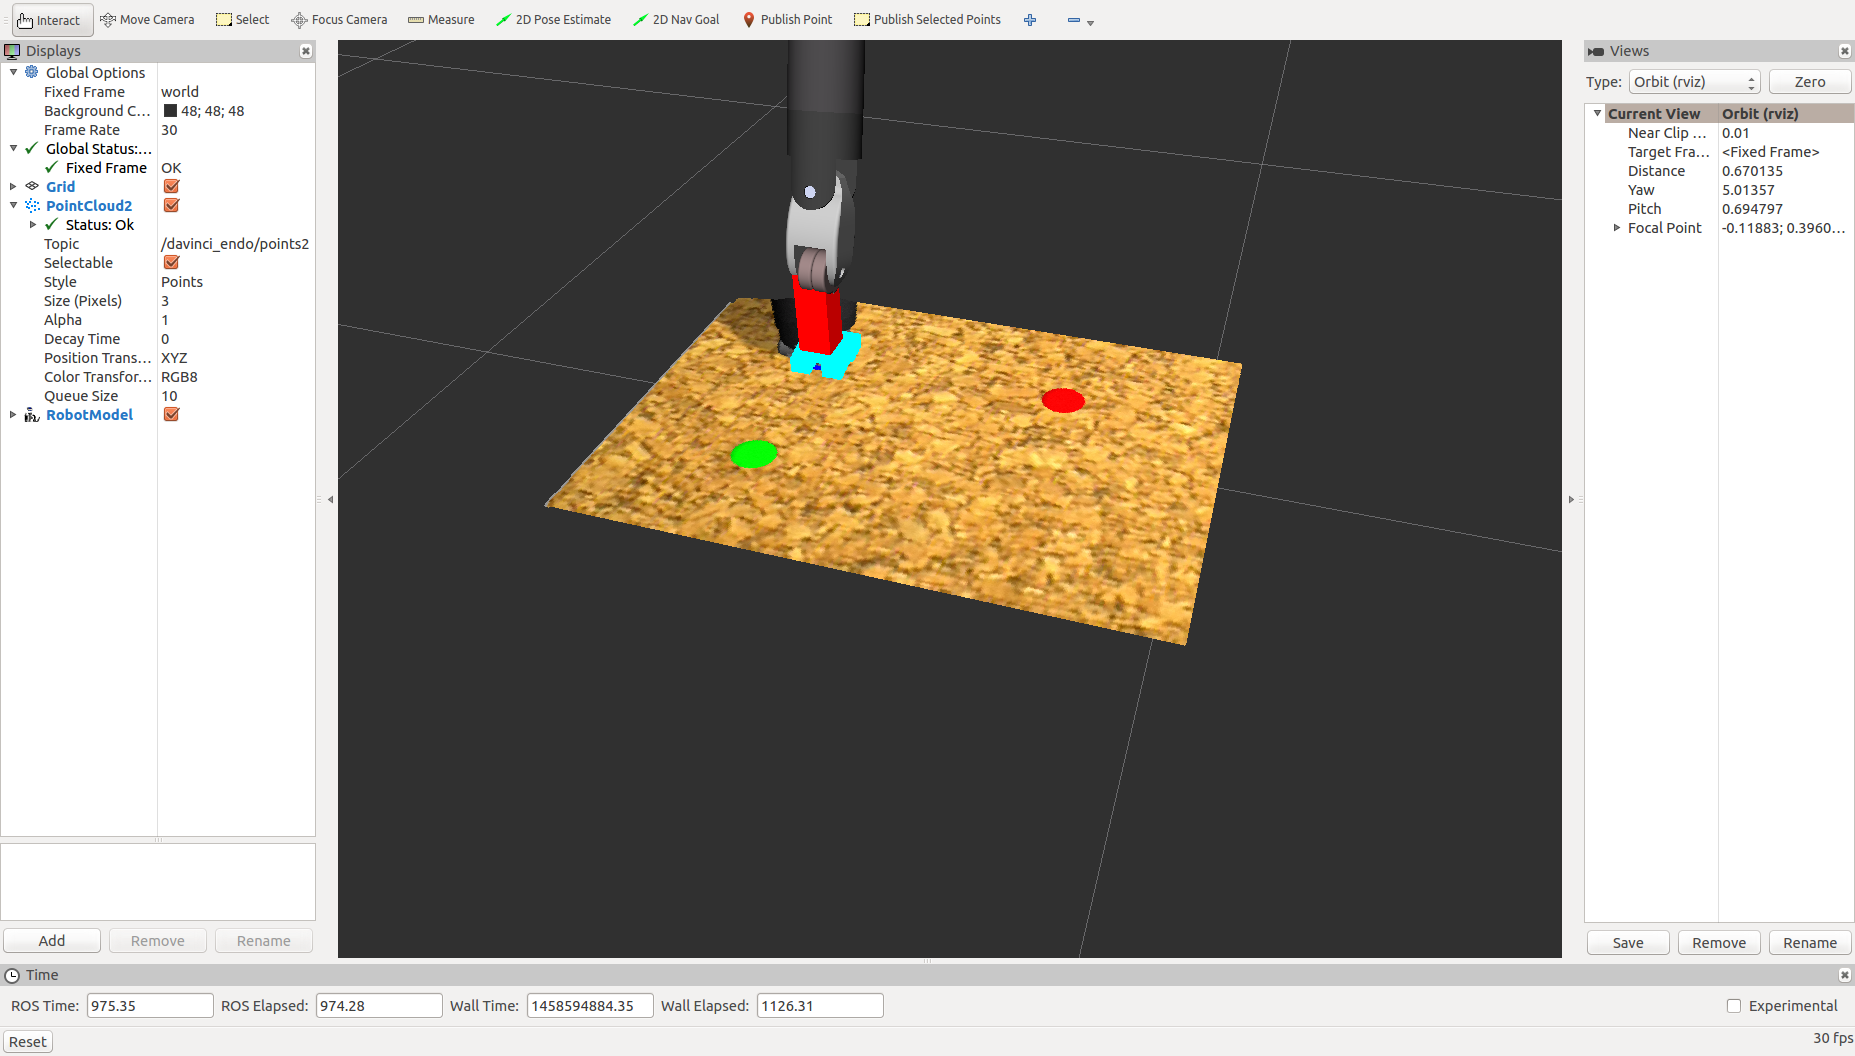 Interact Move Camera Select Focus Camera Measure 2D Pose Estimate 2D Nav Goal Publish Point Publish Selected Points
Displays
Global Options
Fixed Frame world
Background C... 48; 48; 48
Frame Rate 30
Global Status:...
Fixed Frame OK
Grid
PointCloud2
Status: Ok
Topic /davinci_endo/points2
Selectable
Style Points
Size (Pixels) 3
Alpha 1
Decay Time 0
Position Trans... XYZ
Color Transfor... RGB8
Queue Size 10
RobotModel
Add Remove Rename
Views
Type: Orbit (rviz) Zero
Current View Orbit (rviz)
Near Clip ... 0.01
Target Fra... <Fixed Frame>
Distance 0.670135
Yaw 5.01357
Pitch 0.694797
Focal Point -0.11883; 0.3960...
Save Remove Rename
Time
ROS Time: 975.35 ROS Elapsed: 974.28 Wall Time: 1458594884.35 Wall Elapsed: 1126.31 Experimental
Reset 30 fps